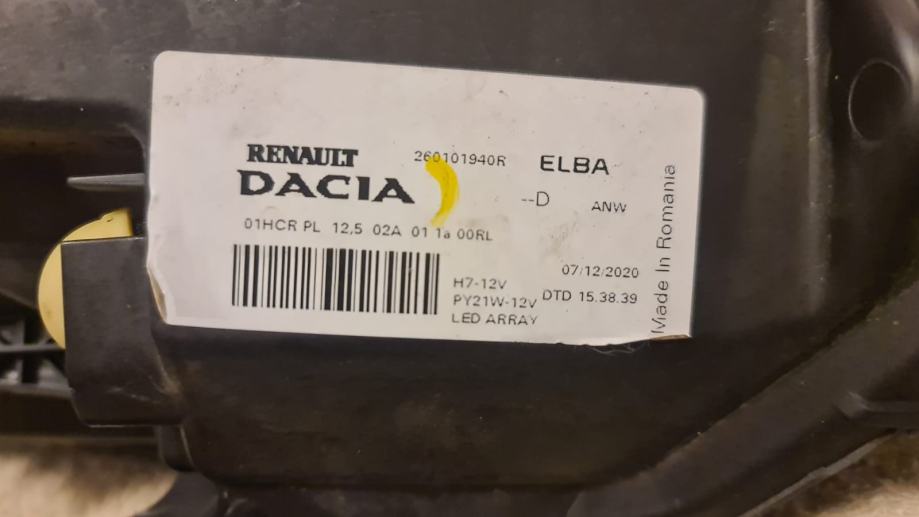 RENAULT 260101940R ELBA
DACIA --D ANW
01HCR PL 12,5 02A 01 1a 00RL
H7-12V 07/12/2020
PY21W-12V DTD 15.38.39
LED ARRAY
Made In Romania